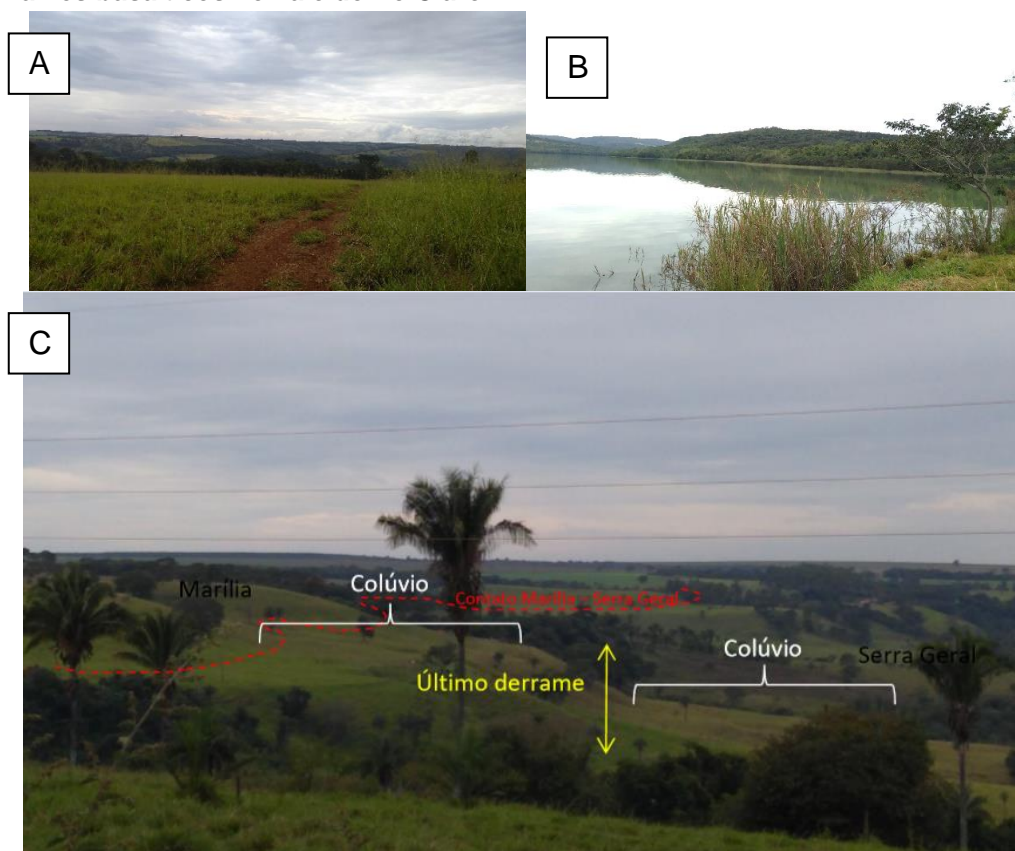 A
B
C
Marília
Colúvio
Contato Marília - Serra Geral
Colúvio
Serra Geral
Último derrame